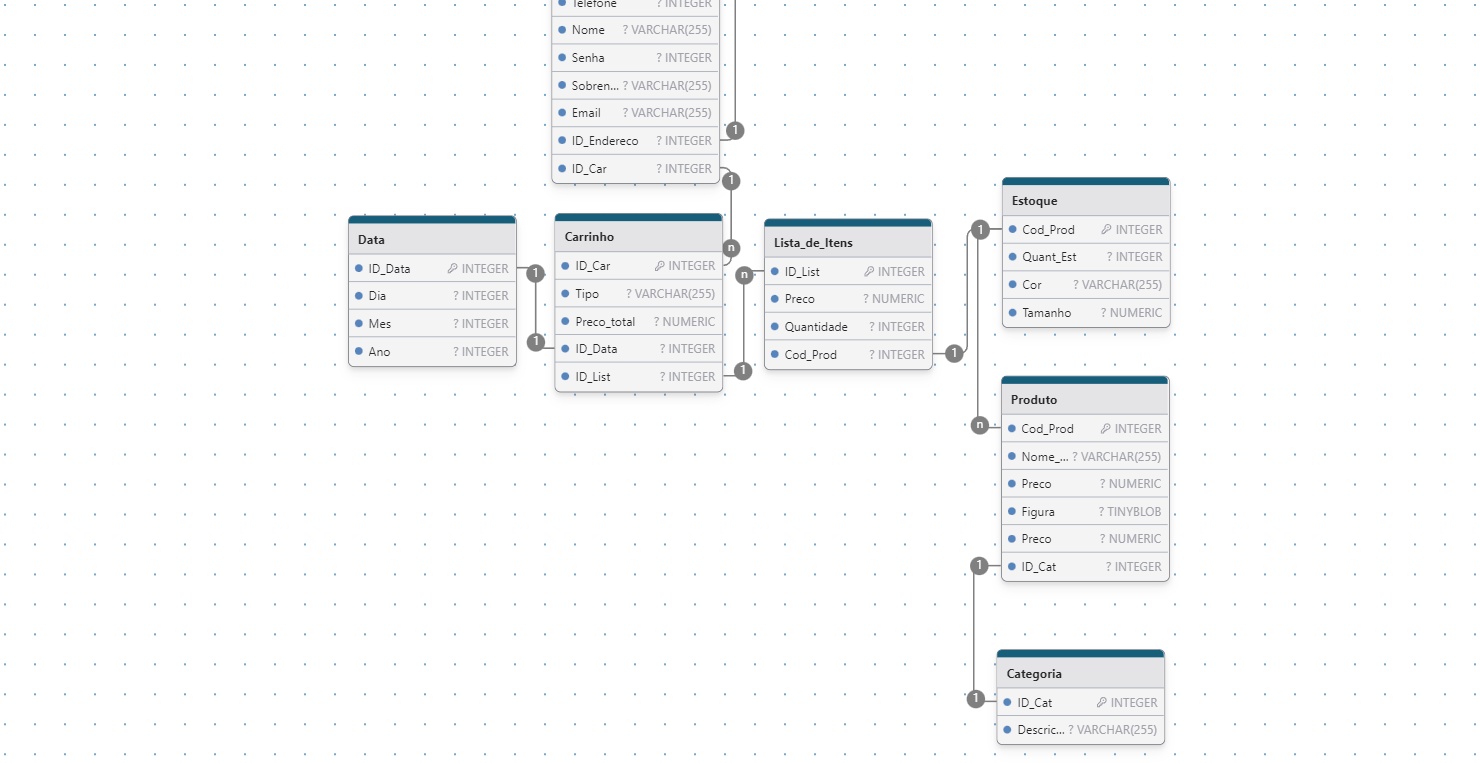 Telefone ? INTEGER
Nome ? VARCHAR(255)
Senha ? INTEGER
Sobren... ? VARCHAR(255)
Email ? VARCHAR(255)
ID_Endereco ? INTEGER
1
ID_Car ? INTEGER
1
Data
ID_Data INTEGER
1
Dia ? INTEGER
Mes ? INTEGER
1
Ano ? INTEGER
Carrinho
n
ID_Car INTEGER
Tipo ? VARCHAR(255)
Preco_total ? NUMERIC
ID_Data ? INTEGER
ID_List ? INTEGER
1
Lista_de_Itens
n
ID_List INTEGER
Preco ? NUMERIC
Quantidade ? INTEGER
Cod_Prod ? INTEGER
1
Estoque
1
Cod_Prod INTEGER
Quant_Est ? INTEGER
Cor ? VARCHAR(255)
Tamanho ? NUMERIC
Produto
n
Cod_Prod INTEGER
Nome_... ? VARCHAR(255)
Preco ? NUMERIC
Figura ? TINYBLOB
Preco ? NUMERIC
1
ID_Cat ? INTEGER
Categoria
1
ID_Cat INTEGER
Descric... ? VARCHAR(255)